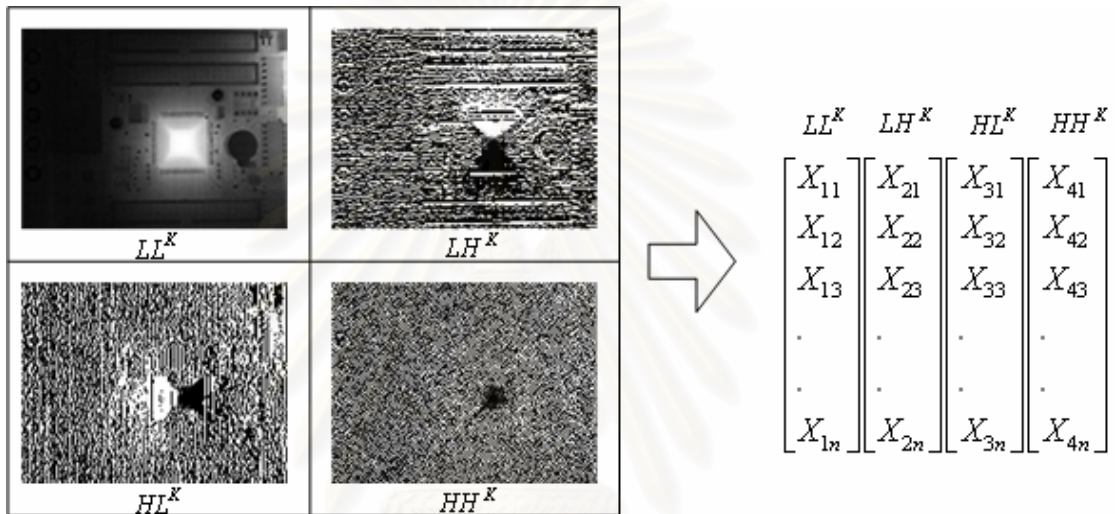 LL^K
LH^K
HL^K
HH^K
LL^K LH^K HL^K HH^K
[X_11] [X_21] [X_31] [X_41]
[X_12] [X_22] [X_32] [X_42]
[X_13] [X_23] [X_33] [X_43]
. . . .
. . . .
[X_1n] [X_2n] [X_3n] [X_4n]